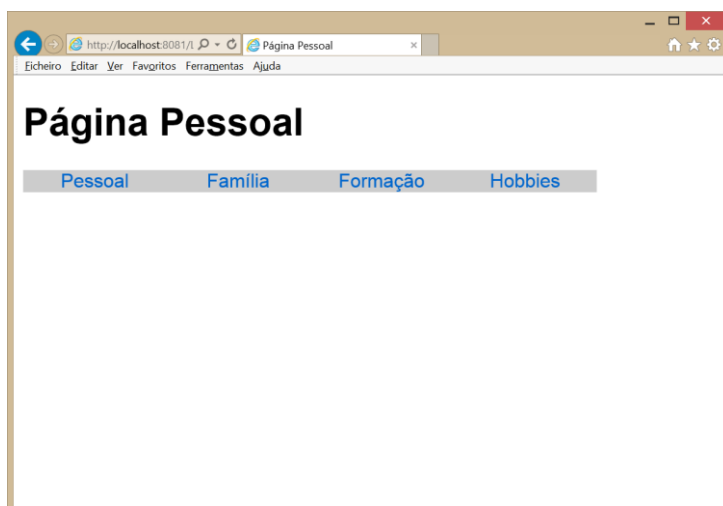 http://localhost:8081/l
Página Pessoal
Ficheiro Editar Ver Favoritos Ferramentas Ajuda
Página Pessoal
Pessoal Família Formação Hobbies